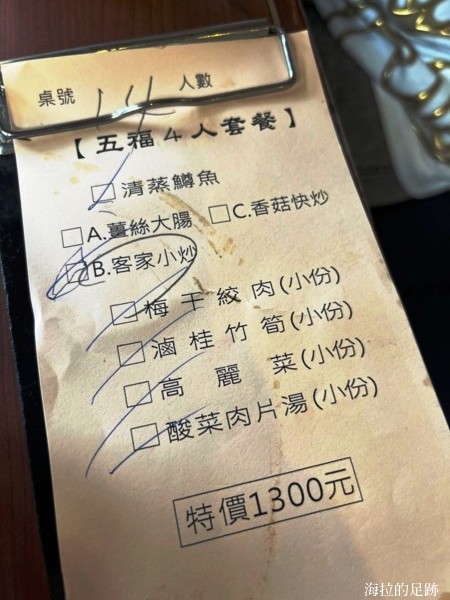 桌號 14 人數
【五福4人套餐】
□清蒸鱒魚
□A.薑絲大腸 □C.香菇快炒
□B.客家小炒
□梅干絞肉(小份)
□滷桂竹筍(小份)
□高麗菜(小份)
□酸菜肉片湯(小份)
特價1300元
海拉的足跡